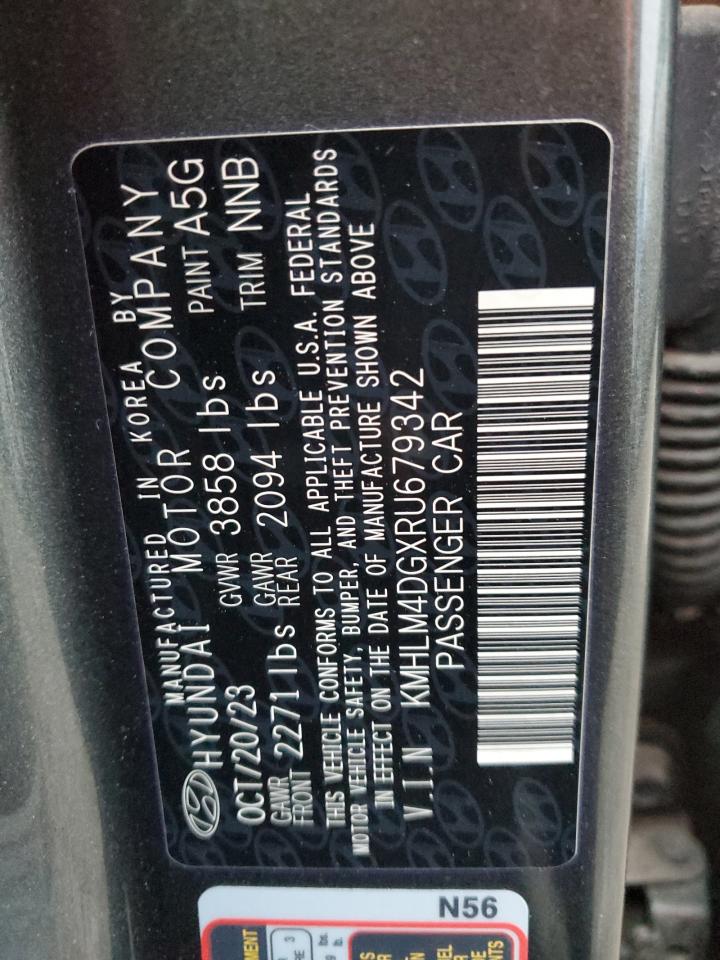 MANUFACTURED IN KOREA BY
HYUNDAI MOTOR COMPANY
OCT/20/23 GVWR 3858 lbs PAINT A5G
GAWR FRONT 2271 lbs GAWR REAR 2094 lbs TRIM NNB
THIS VEHICLE CONFORMS TO ALL APPLICABLE U.S.A. FEDERAL
MOTOR VEHICLE SAFETY, BUMPER, AND THEFT PREVENTION STANDARDS
IN EFFECT ON THE DATE OF MANUFACTURE SHOWN ABOVE
V.I.N KMHLM4DGXRU679342
PASSENGER CAR
N56